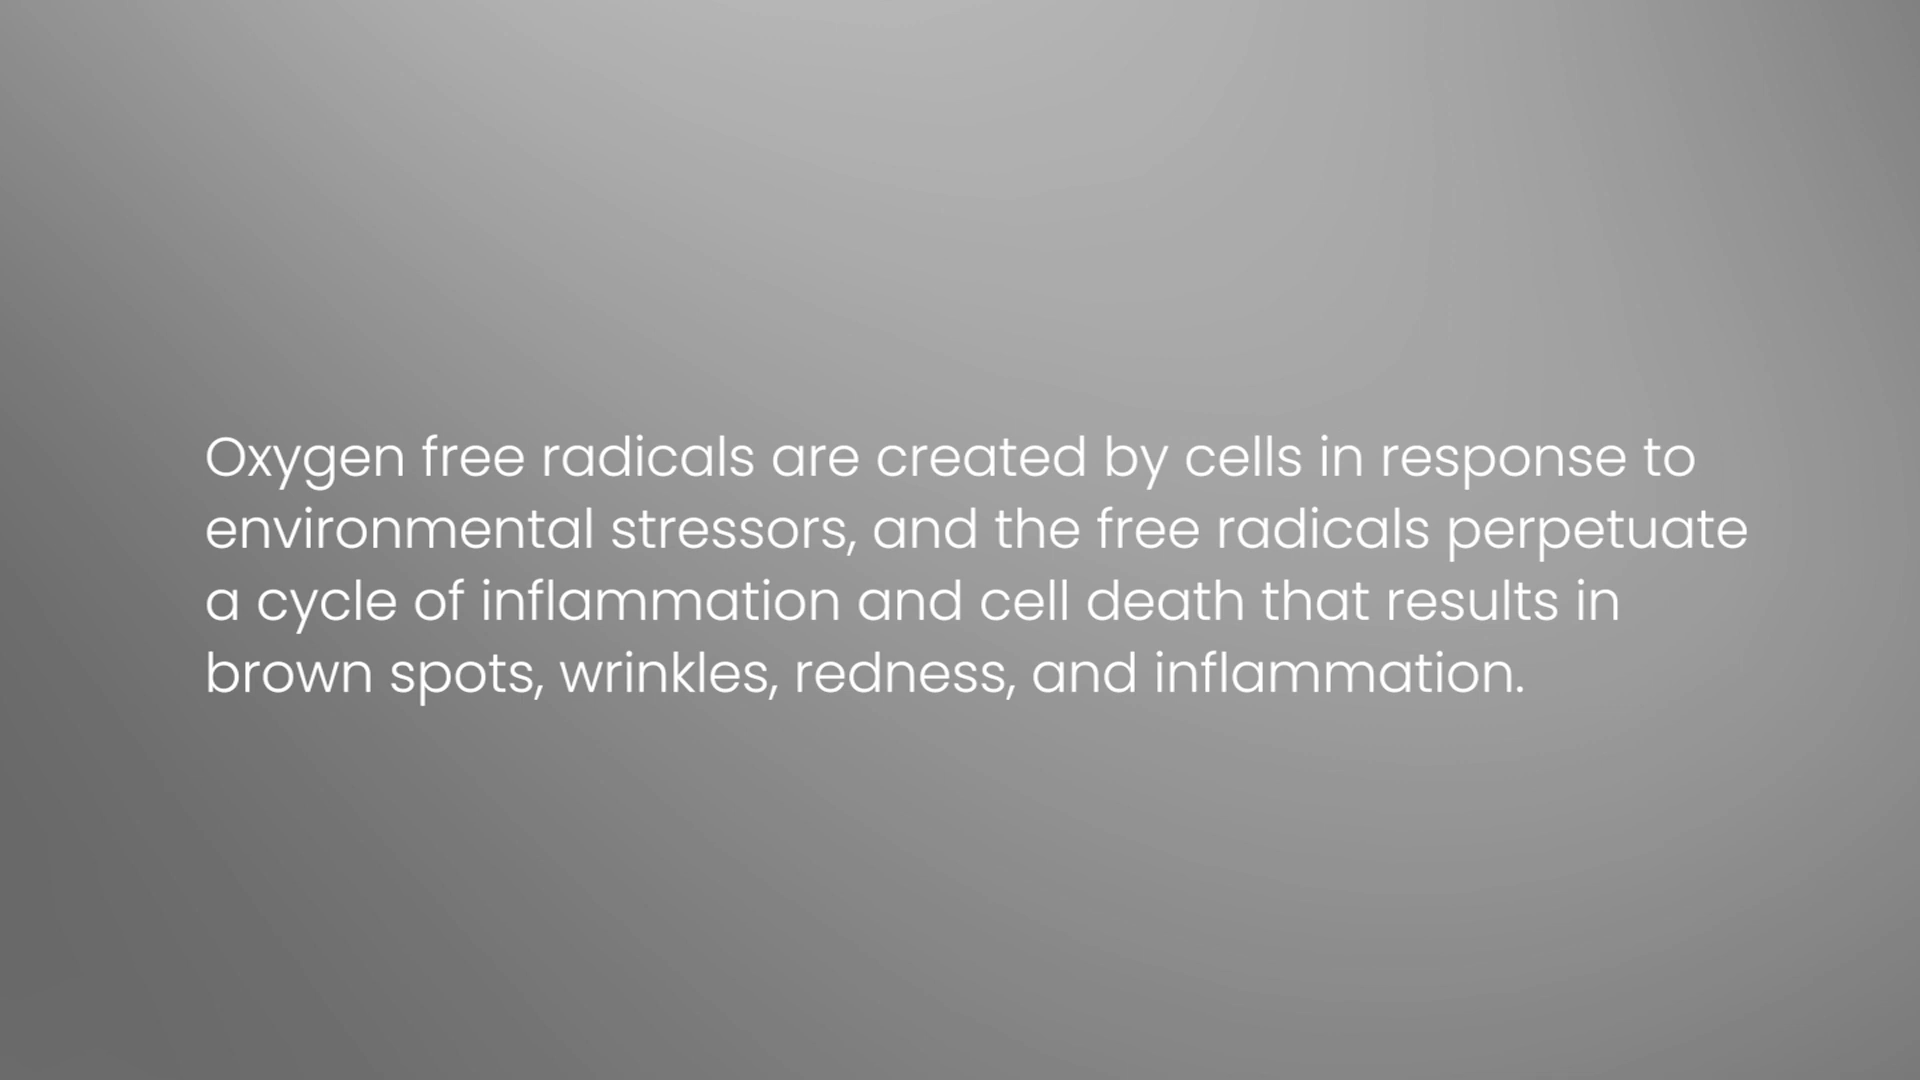 Oxygen free radicals are created by cells in response to
environmental stressors, and the free radicals perpetuate
a cycle of inflammation and cell death that results in
brown spots, wrinkles, redness, and inflammation.